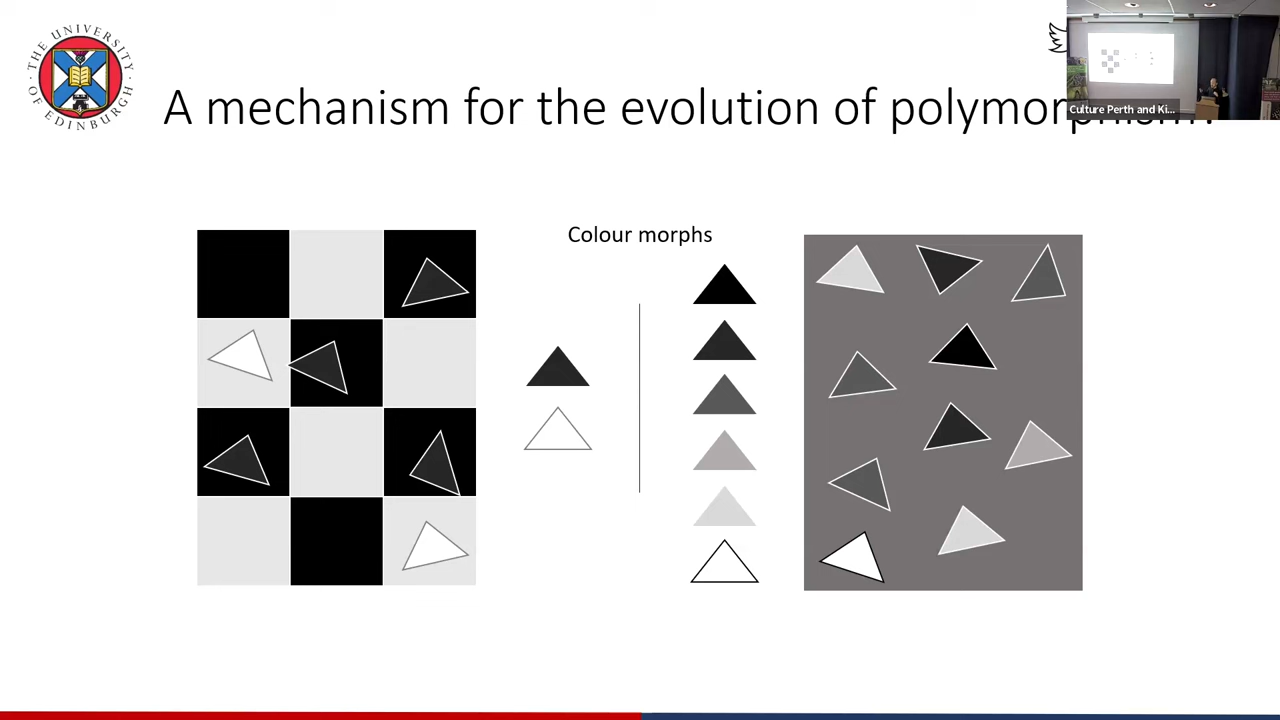 THE UNIVERSITY OF EDINBURGH
A mechanism for the evolution of polymorphism?
Culture Perth and Ki...
Colour morphs